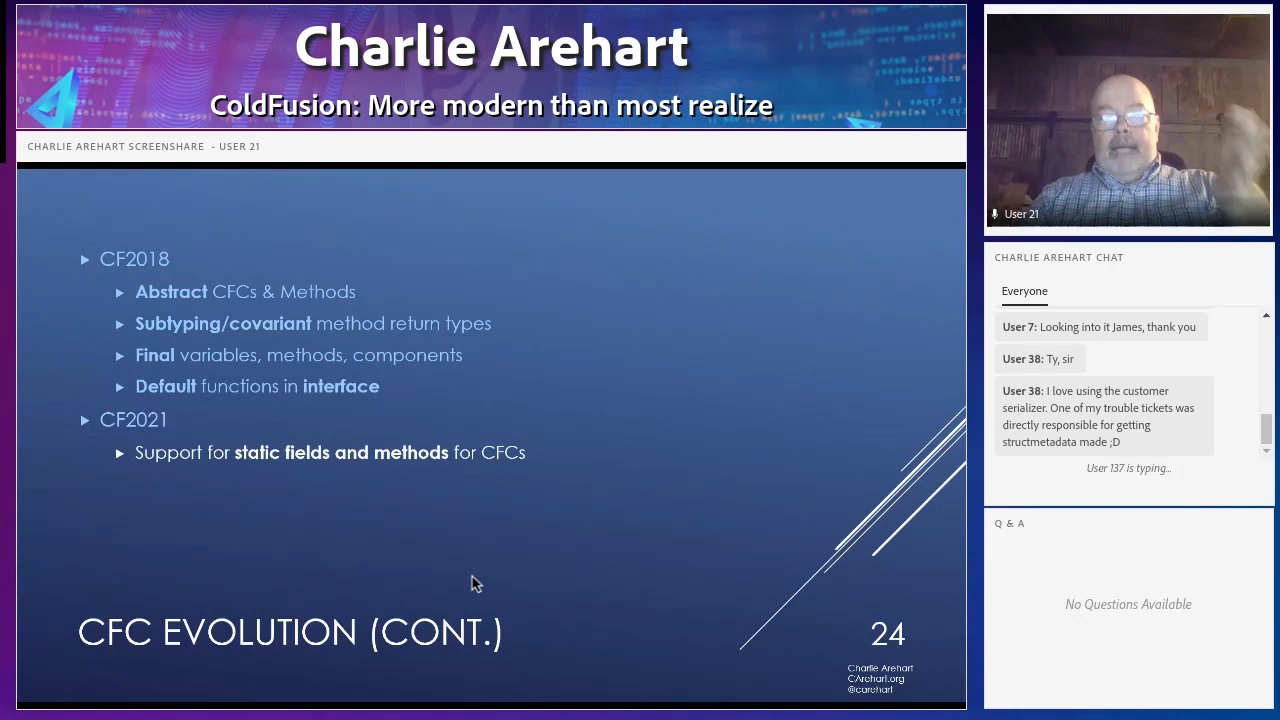 Charlie Arehart
ColdFusion: More modern than most realize
CHARLIE AREHART SCREENSHARE - USER 21
CF2018
Abstract CFCs & Methods
Subtyping/covariant method return types
Final variables, methods, components
Default functions in interface
CF2021
Support for static fields and methods for CFCs
CFC EVOLUTION (CONT.)
24
Charlie Arehart
CArehart.org
@carehart
User 21
CHARLIE AREHART CHAT
Everyone
User 7: Looking into it James, thank you
User 38: Ty, sir
User 38: I love using the customer
serializer. One of my trouble tickets was
directly responsible for getting
structmetadata made ;D
User 137 is typing...
Q & A
No Questions Available